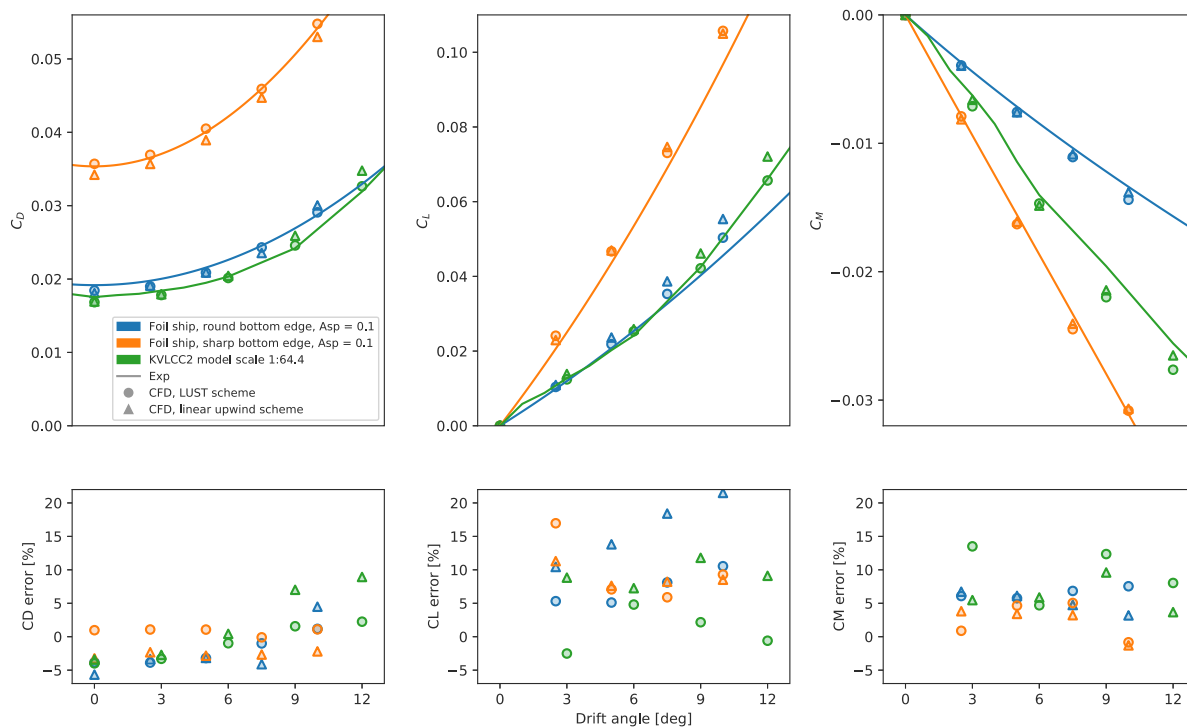 0.05
0.04
0.03
0.02
0.01
0.00
C_D
Foil ship, round bottom edge, Asp = 0.1
Foil ship, sharp bottom edge, Asp = 0.1
KVLCC2 model scale 1:64.4
Exp
CFD, LUST scheme
CFD, linear upwind scheme
0.10
0.08
0.06
0.04
0.02
0.00
C_L
0.00
−0.01
−0.02
−0.03
C_M
20
15
10
5
0
−5
CD error [%]
0 3 6 9 12
20
15
10
5
0
−5
CL error [%]
0 3 6 9 12
Drift angle [deg]
20
15
10
5
0
−5
CM error [%]
0 3 6 9 12